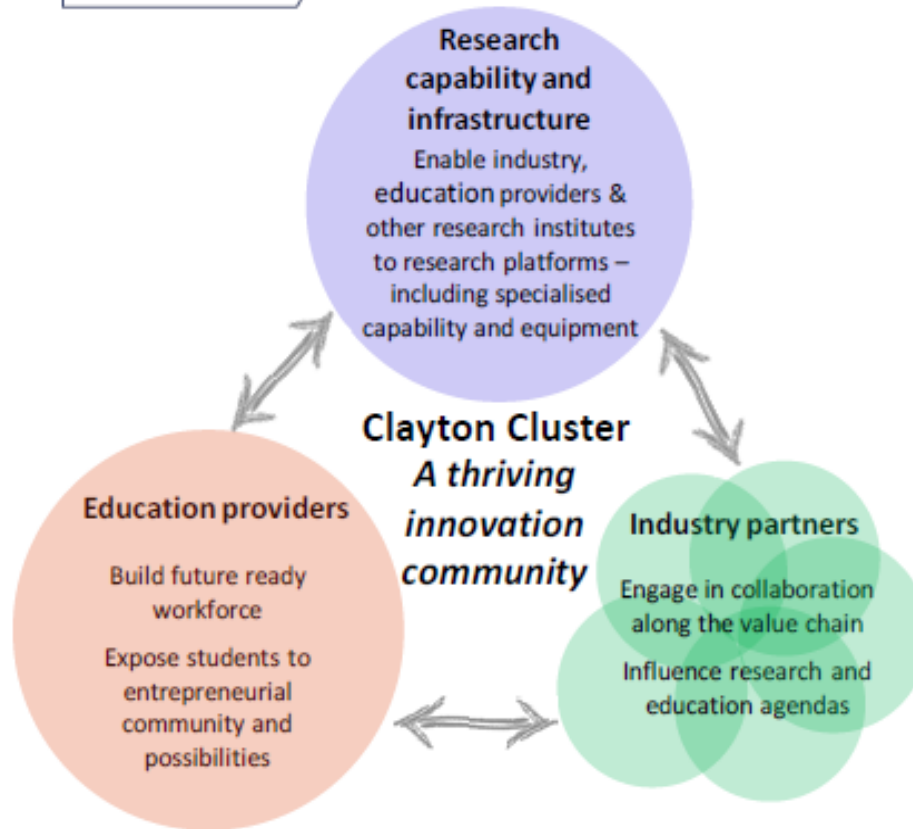 Research
capability and
infrastructure
Enable industry,
education providers &
other research institutes
to research platforms –
including specialised
capability and equipment
Clayton Cluster
A thriving
innovation
community
Education providers
Build future ready
workforce
Expose students to
entrepreneurial
community and
possibilities
Industry partners
Engage in collaboration
along the value chain
Influence research and
education agendas